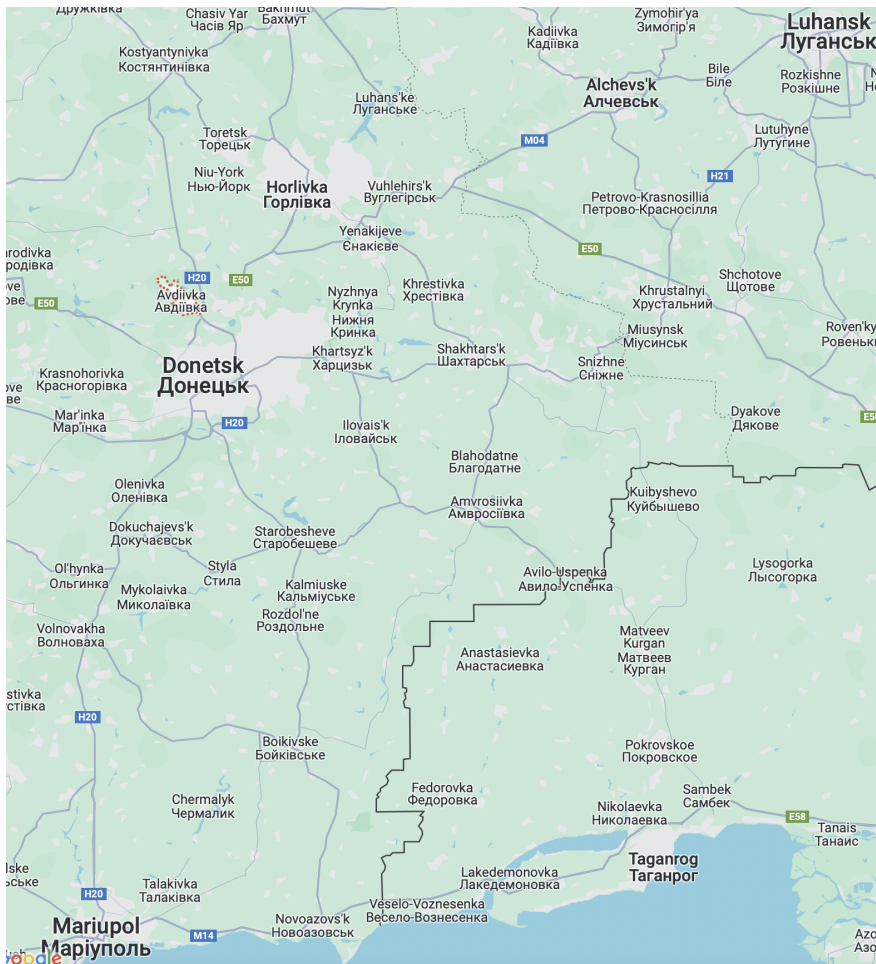 Дружківка
Chasiv Yar
Часів Яр
Bakhmut
Бахмут
Zymohir'ya
Зимогір'я
Luhansk
Луганськ
Kostyantynivka
Костянтинівка
Kadiivka
Кадіївка
Bile
Біле
Rozkishne
Розкішне
Alchevs'k
Алчевськ
Luhans'ke
Луганське
Toretsk
Торецьк
M04
Lutuhyne
Лутугине
Niu-York
Нью-Йорк
Horlivka
Горлівка
Vuhlehirs'k
Вуглегірськ
H21
Petrovo-Krasnosillia
Петрово-Красносілля
Yenakijeve
Єнакієве
E50
H20
E50
E50
Avdiivka
Авдіївка
Nyzhnya
Krynka
Нижня
Кринка
Khrestivka
Хрестівка
Khrustalnyi
Хрустальний
Shchotove
Щотове
Miusynsk
Міусинськ
Roven'ky
Ровеньки
Donetsk
Донецьк
Khartsyz'k
Харцизьк
Shakhtars'k
Шахтарськ
Snizhne
Сніжне
Krasnohorivka
Красногорівка
Mar'inka
Мар'їнка
H20
Ilovais'k
Іловайськ
Dyakove
Дякове
Blahodatne
Благодатне
Olenivka
Оленівка
Kuibyshevo
Куйбышево
Amvrosiivka
Амвросіївка
Dokuchajevs'k
Докучаєвськ
Starobesheve
Старобешеве
Ol'hynka
Ольгинка
Styla
Стила
Avilo-Uspenka
Авило-Успенка
Lysogorka
Лысогорка
Mykolaivka
Миколаївка
Kalmiuske
Кальміуське
Rozdol'ne
Роздольне
Volnovakha
Волноваха
Matveev
Kurgan
Матвеев
Курган
Anastasievka
Анастасиевка
H20
Boikivske
Бойківське
Pokrovskoe
Покровское
Chermalyk
Чермалик
Fedorovka
Федоровка
Sambek
Самбек
Nikolaevka
Николаевка
E58
Tanais
Танаис
Taganrog
Таганрог
Lakedemonovka
Лакедемоновка
Talakivka
Талаківка
H20
Veselo-Voznesenka
Весело-Вознесенка
Mariupol
Маріуполь
M14
Novoazovs'k
Новоазовськ